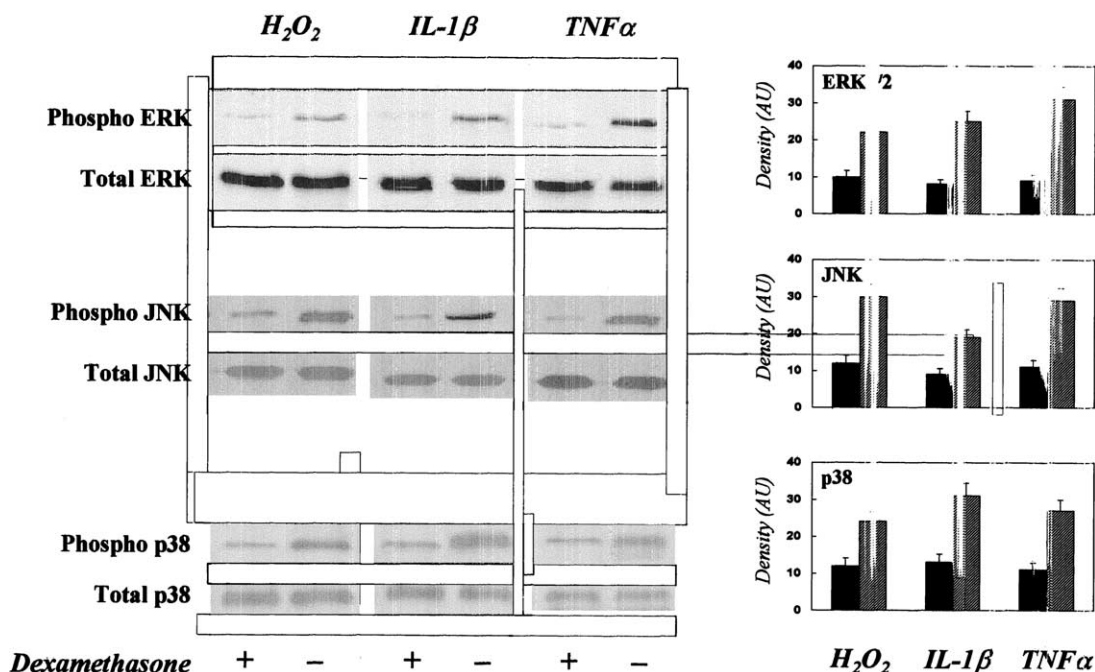 H₂O₂ IL-1β TNFα
Phospho ERK
Total ERK
Phospho JNK
Total JNK
Phospho p38
Total p38
Dexamethasone + − + − + −
ERK /2
Density (AU)
40
30
20
10
0
JNK
Density (AU)
40
30
20
10
0
p38
Density (AU)
40
30
20
10
0
H₂O₂ IL-1β TNFα